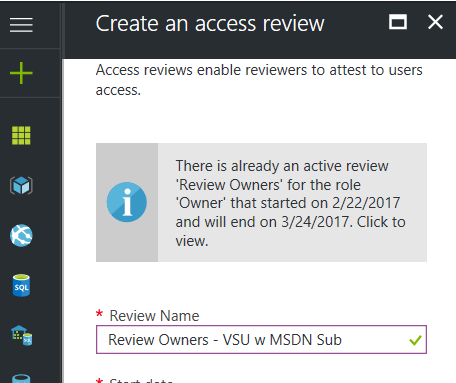 Create an access review
Access reviews enable reviewers to attest to users
access.
There is already an active review
'Review Owners' for the role
'Owner' that started on 2/22/2017
and will end on 3/24/2017. Click to
view.
* Review Name
Review Owners - VSU w MSDN Sub
* Start date
SQL